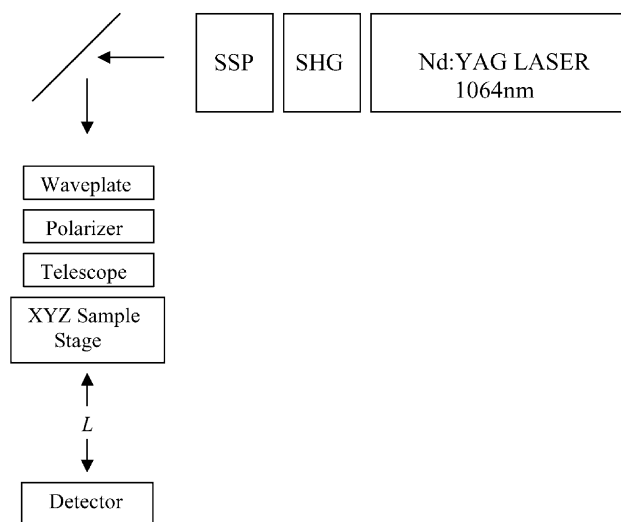 SSP
SHG
Nd:YAG LASER
1064nm
Waveplate
Polarizer
Telescope
XYZ Sample
Stage
L
Detector